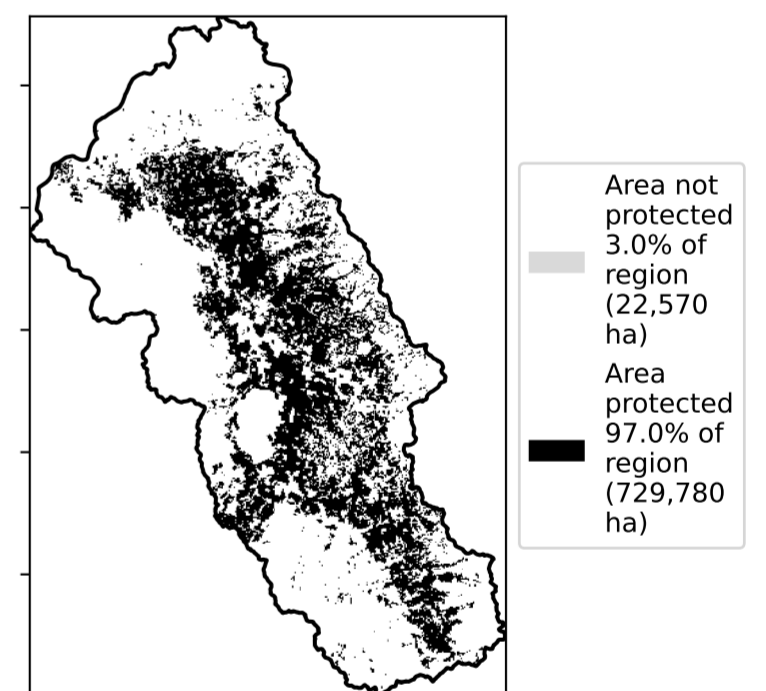 Area not
protected
3.0% of
region
(22,570
ha)
Area
protected
97.0% of
region
(729,780
ha)